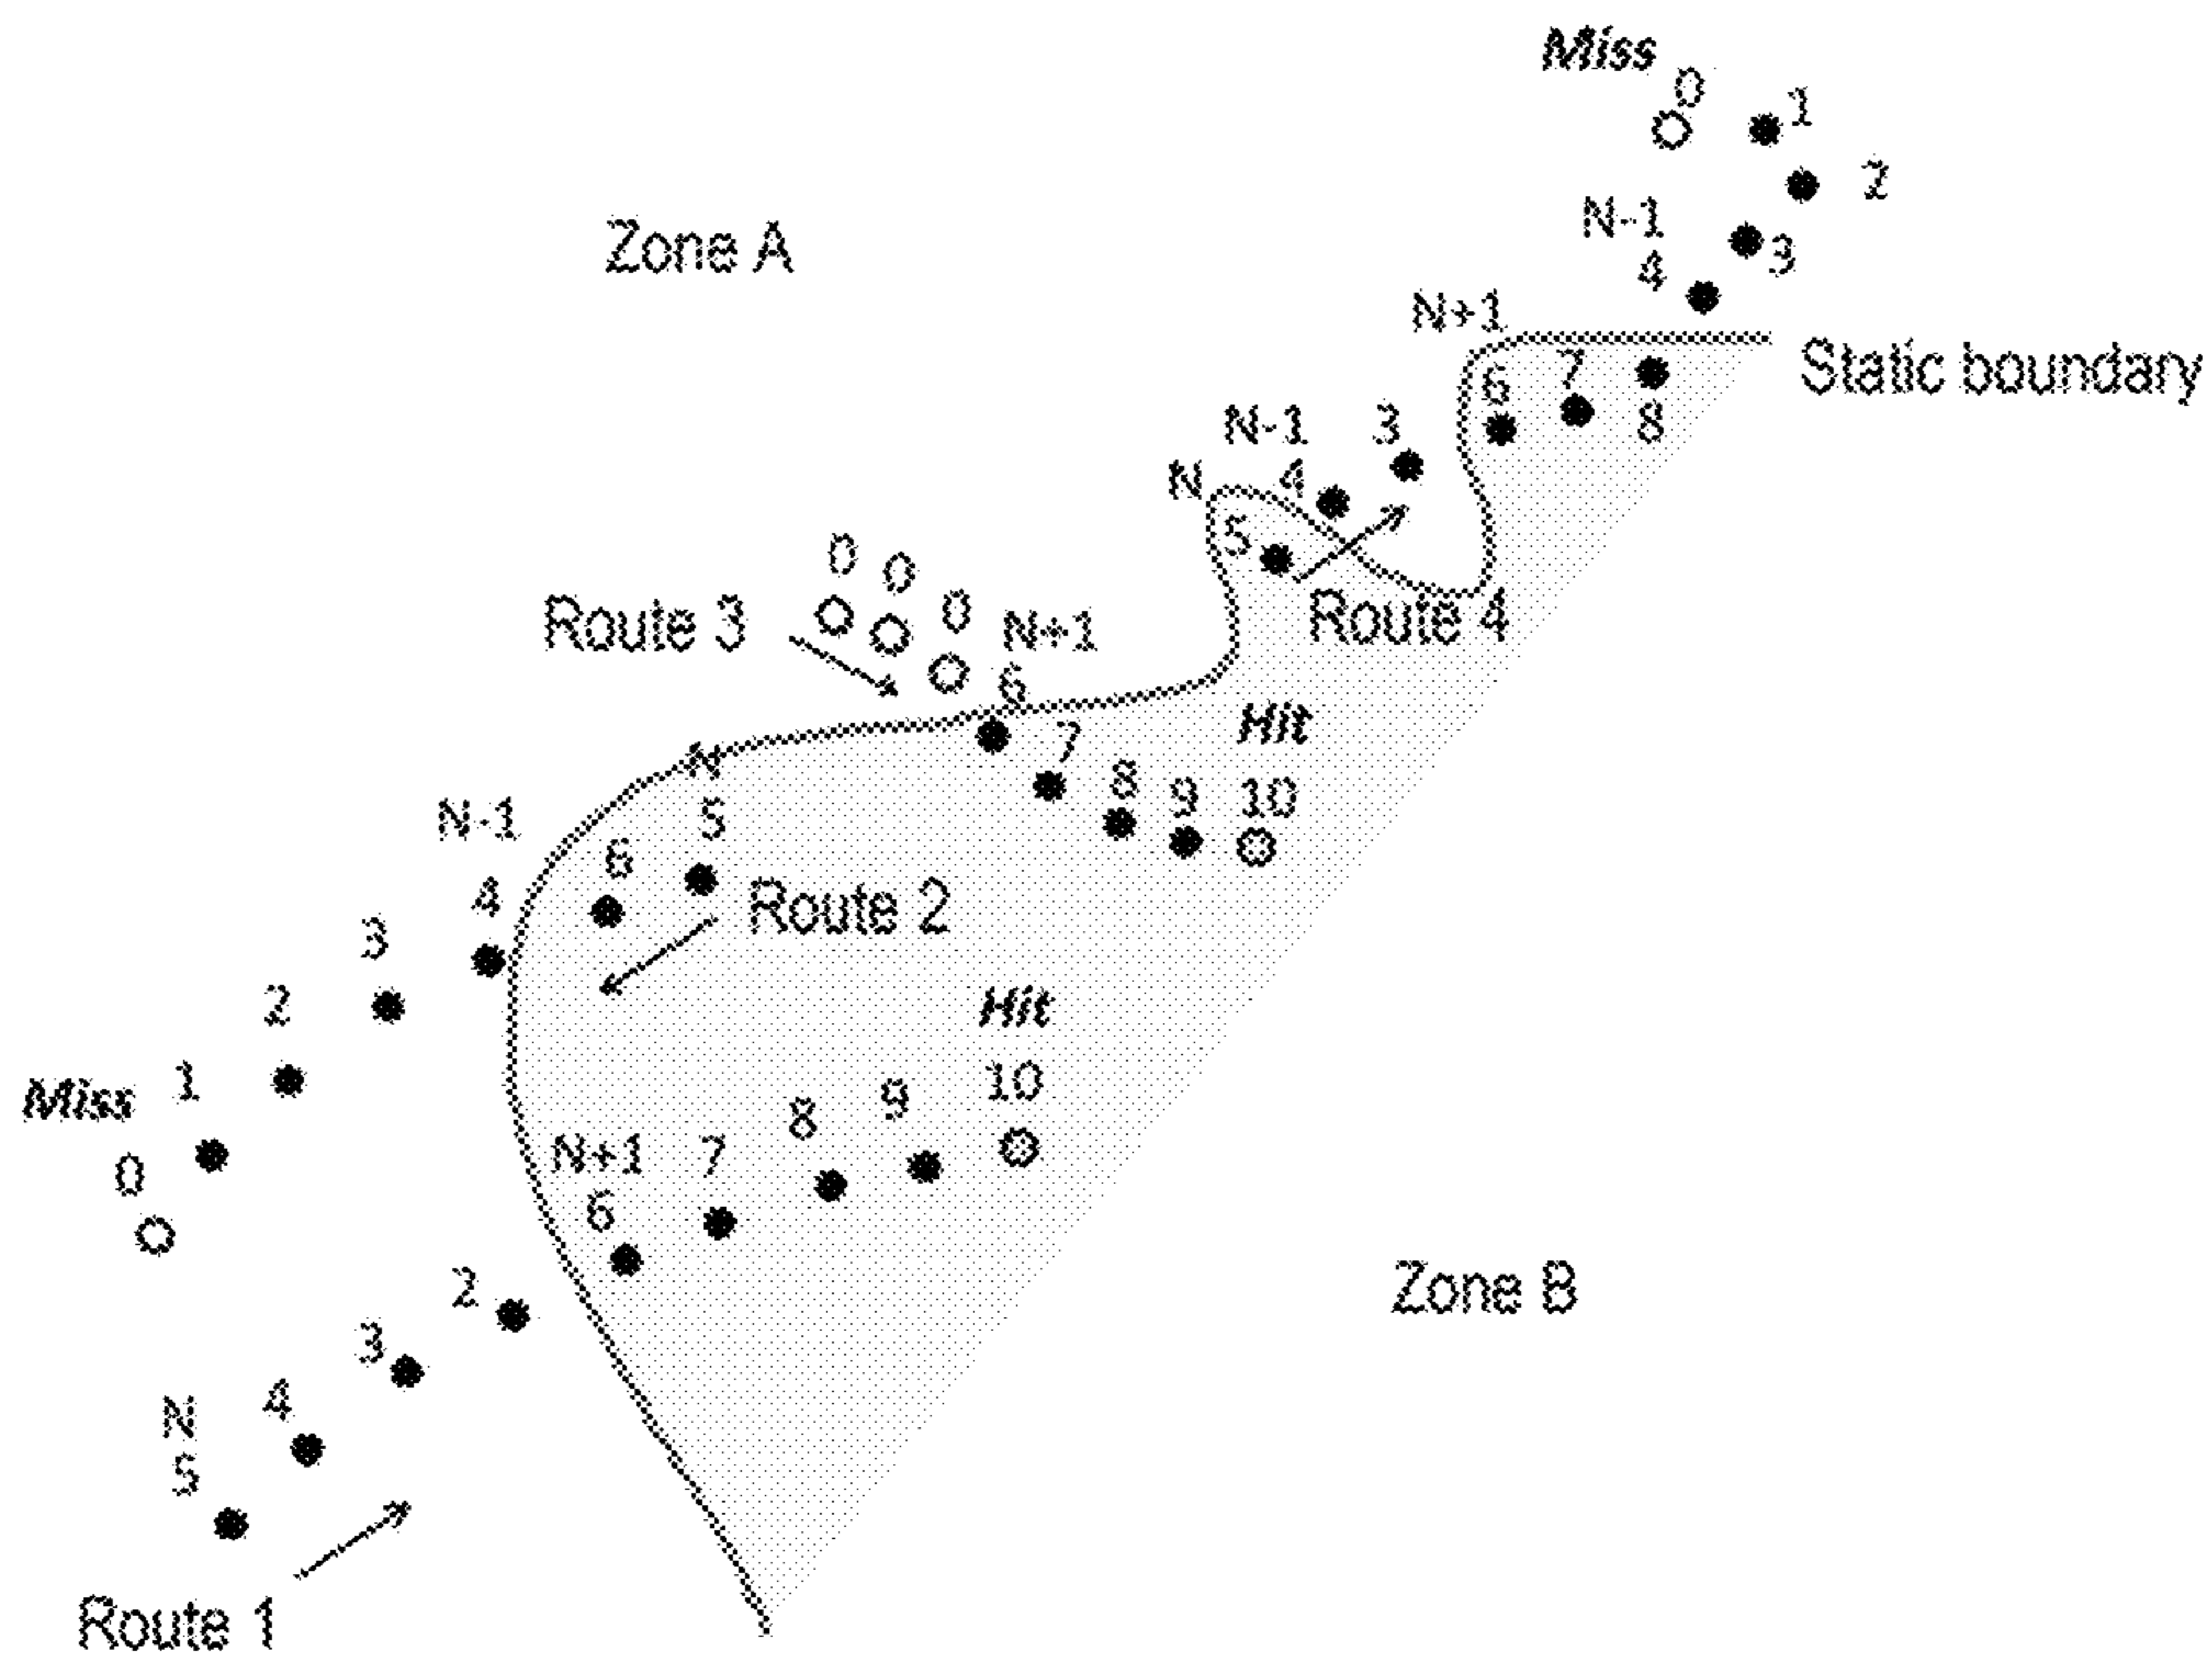 Miss
0 1
2
N-1
3
4
Zone A
N+1
Static boundary
7
6
8
N-1 3
N 4
5
0 0
0
Route 3
N+1
Route 4
6
Hit
7
N
8 9 10
N-1
5
6
4
Route 2
3
2
Hit
Miss 1
10
9
8
0
N+1 7
6
2
Zone B
3
4
N
5
Route 1